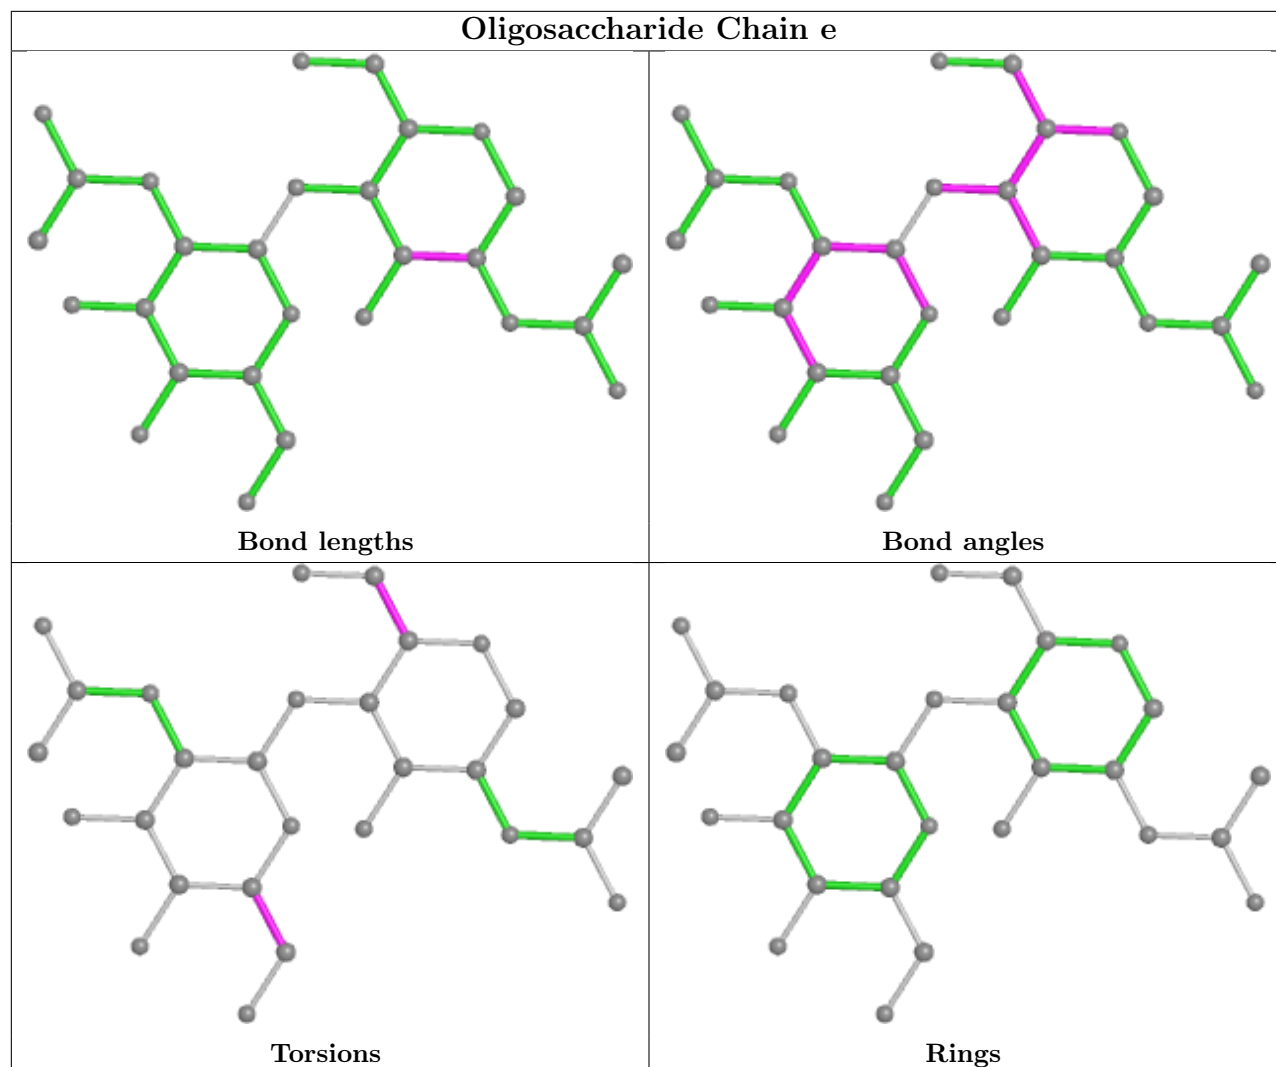 Oligosaccharide Chain e
Bond lengths
Bond angles
Torsions
Rings